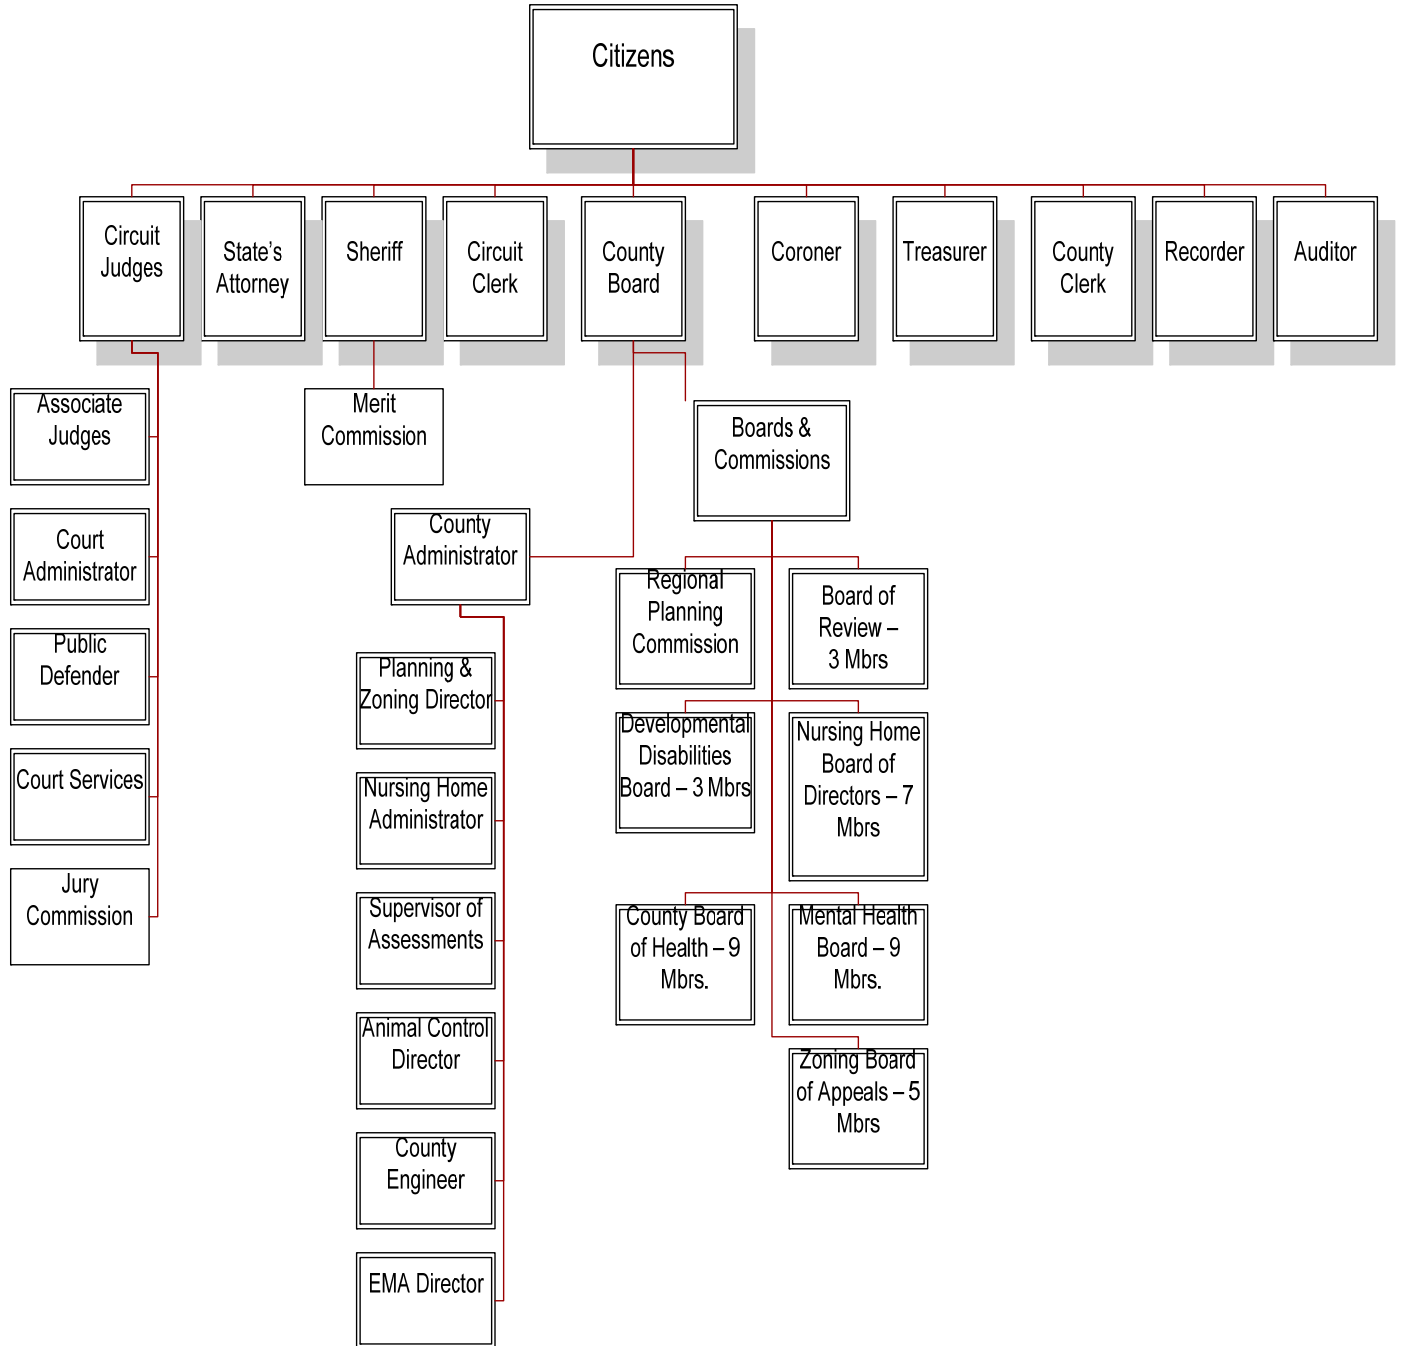 Citizens
Circuit
Judges
State’s
Attorney
Sheriff
Circuit
Clerk
County
Board
Coroner
Treasurer
County
Clerk
Recorder
Auditor
Associate
Judges
Court
Administrator
Public
Defender
Court Services
Jury
Commission
Merit
Commission
County
Administrator
Planning &
Zoning Director
Nursing Home
Administrator
Supervisor of
Assessments
Animal Control
Director
County
Engineer
EMA Director
Boards &
Commissions
Regional
Planning
Commission
Board of
Review –
3 Mbrs
Developmental
Disabilities
Board – 3 Mbrs
Nursing Home
Board of
Directors – 7
Mbrs
County Board
of Health – 9
Mbrs.
Mental Health
Board – 9
Mbrs.
Zoning Board
of Appeals – 5
Mbrs